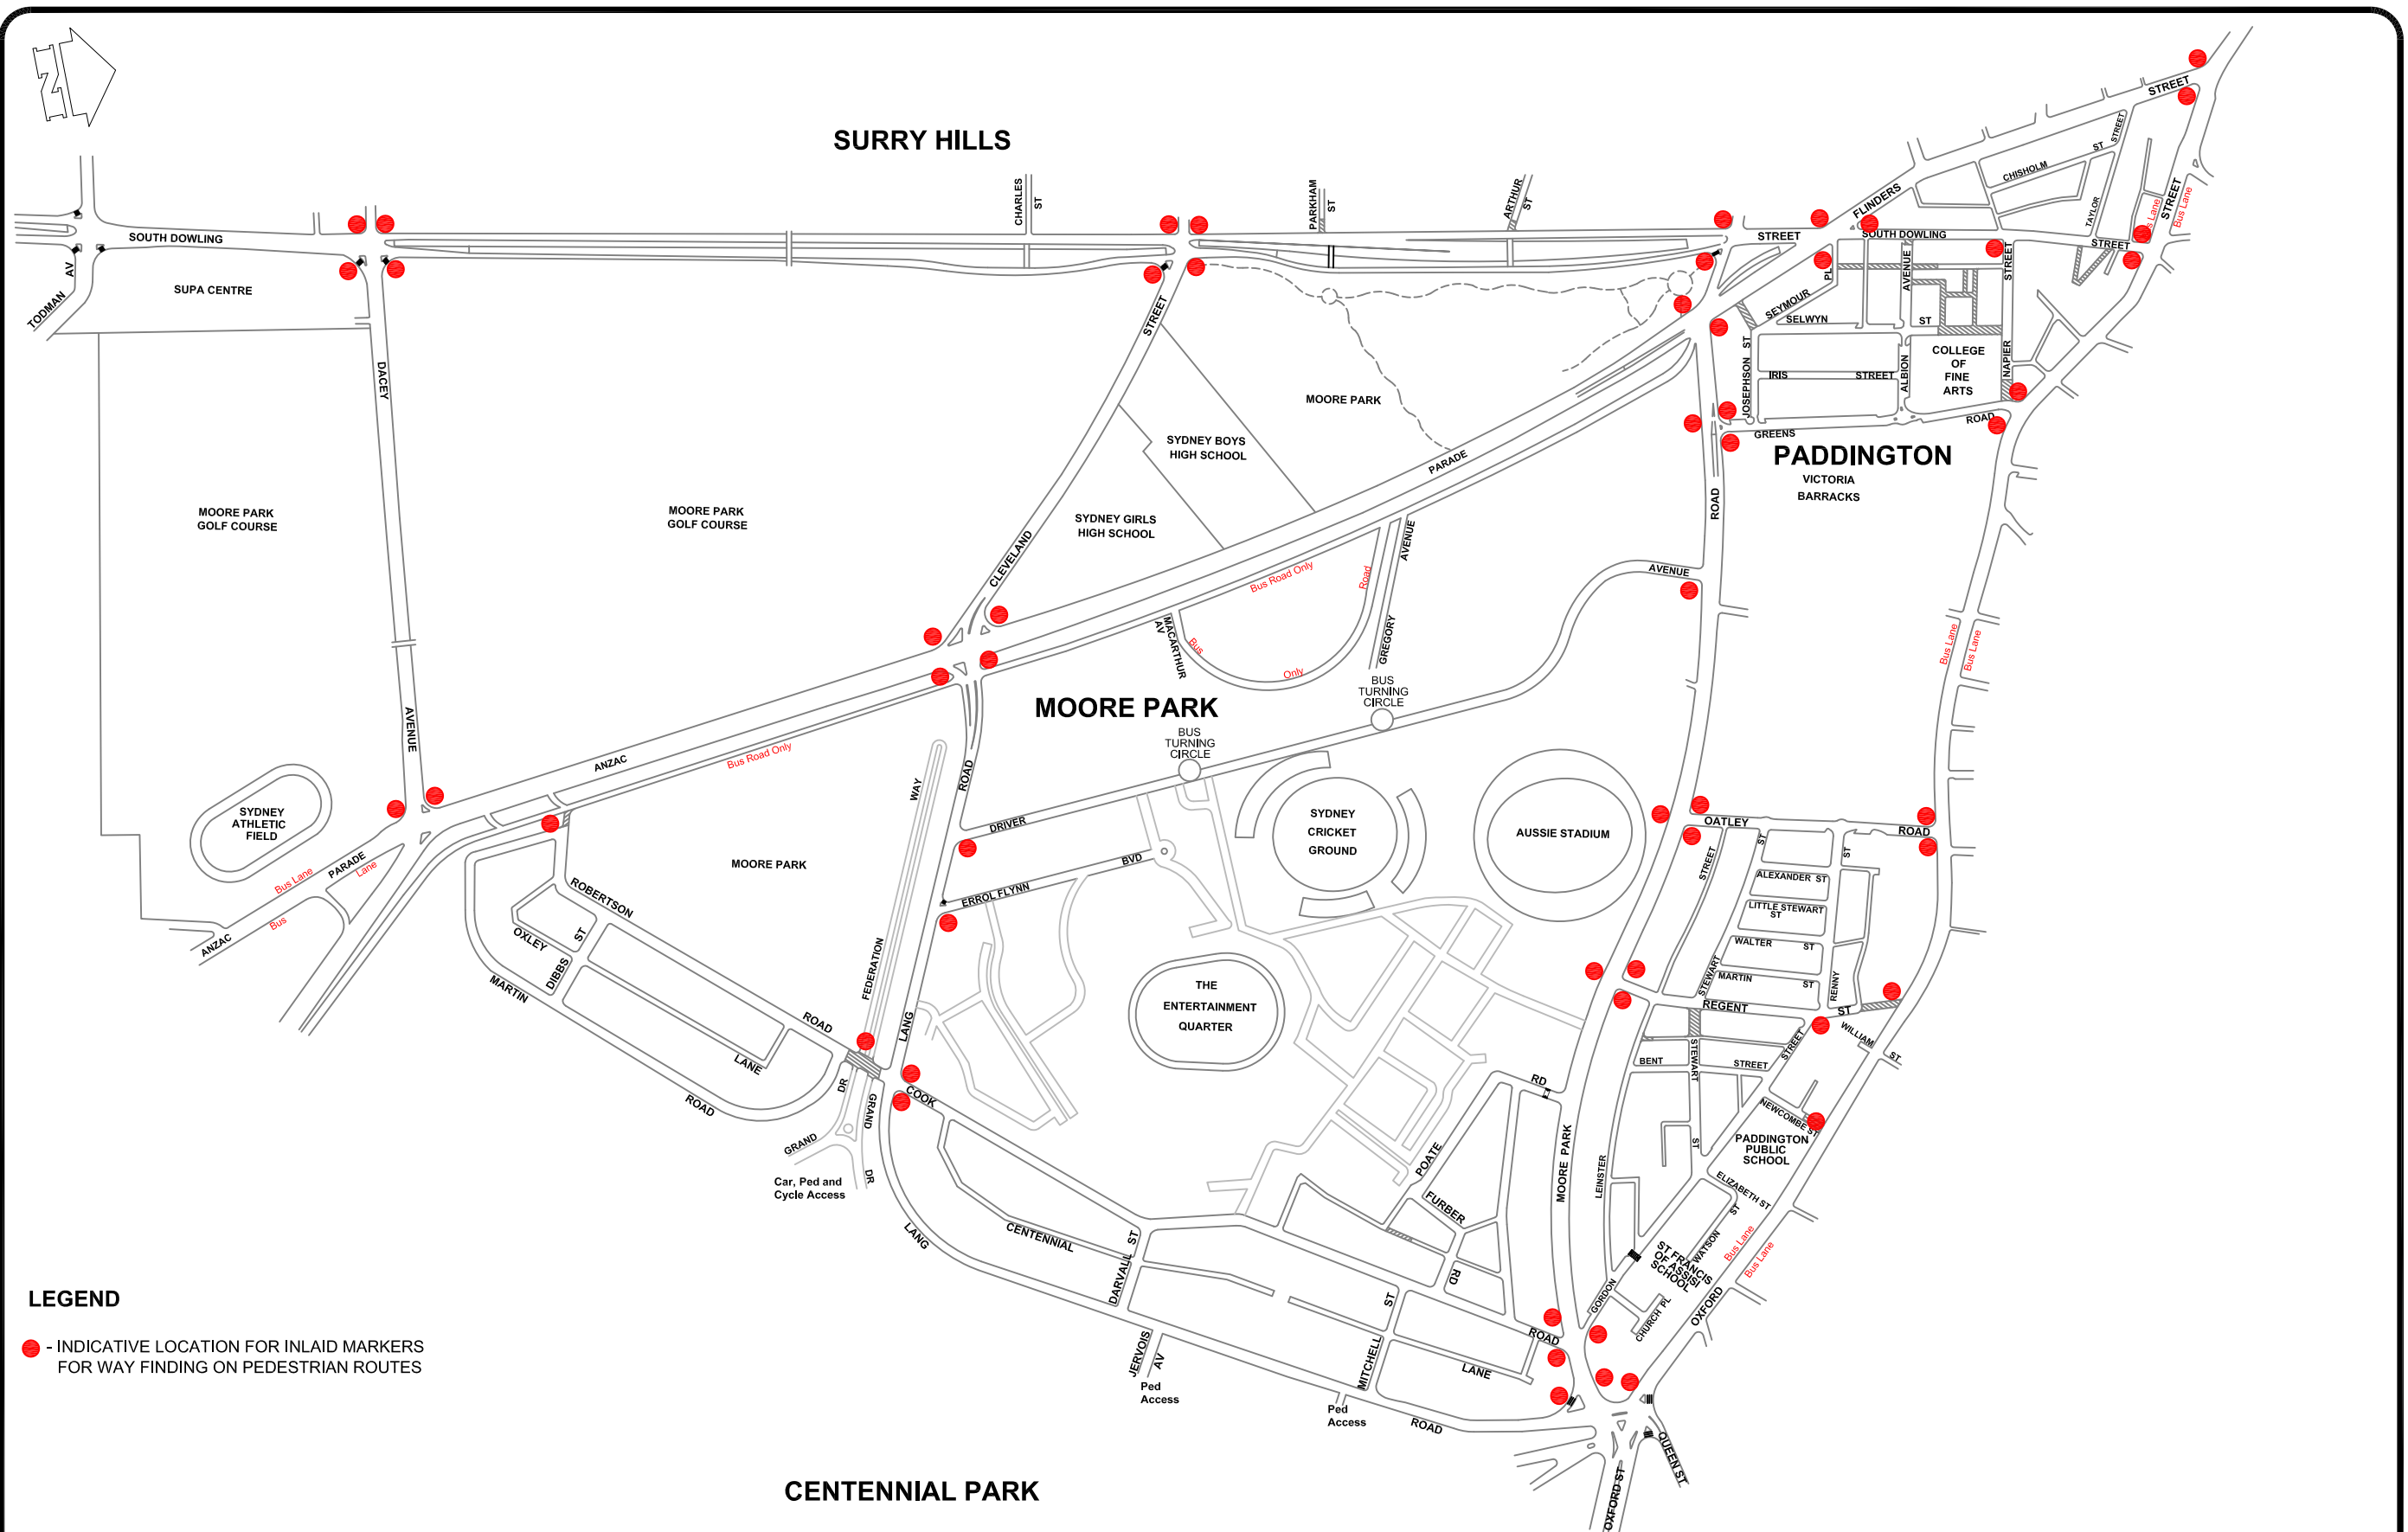 N
SURRY HILLS
STREET
STREET
CHISHOLM
ST
TAYLOR
STREET
Bus Lane
Bus Lane
CHARLES
ST
PARKHAM
ST
ARTHUR
ST
FLINDERS
SOUTH DOWLING
STREET
SOUTH DOWLING
STREET
TODMAN
AV
SUPA CENTRE
STREET
PL
SEYMOUR
SELWYN
ST
AVENUE
STREET
DACEY
JOSEPHSON
ST
IRIS
STREET
ALBION
COLLEGE
OF
FINE
ARTS
NAPIER
MOORE PARK
GREENS
ROAD
SYDNEY BOYS
HIGH SCHOOL
PARADE
PADDINGTON
VICTORIA
BARRACKS
MOORE PARK
GOLF COURSE
MOORE PARK
GOLF COURSE
SYDNEY GIRLS
HIGH SCHOOL
ROAD
CLEVELAND
AVENUE
Bus Road Only
Road
AVENUE
MACARTHUR
AV
Bus
Only
GREGORY
Bus Lane
Bus Lane
BUS
TURNING
CIRCLE
MOORE PARK
AVENUE
BUS
TURNING
CIRCLE
ANZAC
Bus Road Only
WAY
ROAD
SYDNEY
ATHLETIC
FIELD
DRIVER
SYDNEY
CRICKET
GROUND
AUSSIE STADIUM
OATLEY
ROAD
PARADE
Bus Lane
Lane
Bus
ANZAC
MOORE PARK
BVD
ERROL FLYNN
STREET
ST
ST
ALEXANDER ST
LITTLE STEWART
ST
WALTER ST
MARTIN ST
STEWART
RENNY
REGENT
ST
ROBERTSON
OXLEY
ST
DIBBS
MARTIN
FEDERATION
THE
ENTERTAINMENT
QUARTER
ROAD
LANG
LANE
ROAD
DR
GRAND
COOK
GRAND
DR
Car, Ped and
Cycle Access
WILLIAM
ST
BENT
STREET
STREET
STEWART
ST
RD
POATE
FURBER
RD
MOORE PARK
LEINSTER
NEWCOMBE ST
PADDINGTON
PUBLIC
SCHOOL
ELIZABETH ST
ST
WATSON
ST FRANCIS
OF ASSISI
SCHOOL
Bus Lane
Bus Lane
GORDON
CHURCH PL
OXFORD
LANG
CENTENNIAL
DARVALL
ST
LEGEND
- INDICATIVE LOCATION FOR INLAID MARKERS
FOR WAY FINDING ON PEDESTRIAN ROUTES
JERVOIS
AV
Ped
Access
ST
MITCHELL
Ped
Access
ROAD
LANE
ROAD
QUEEN ST
OXFORD ST
CENTENNIAL PARK